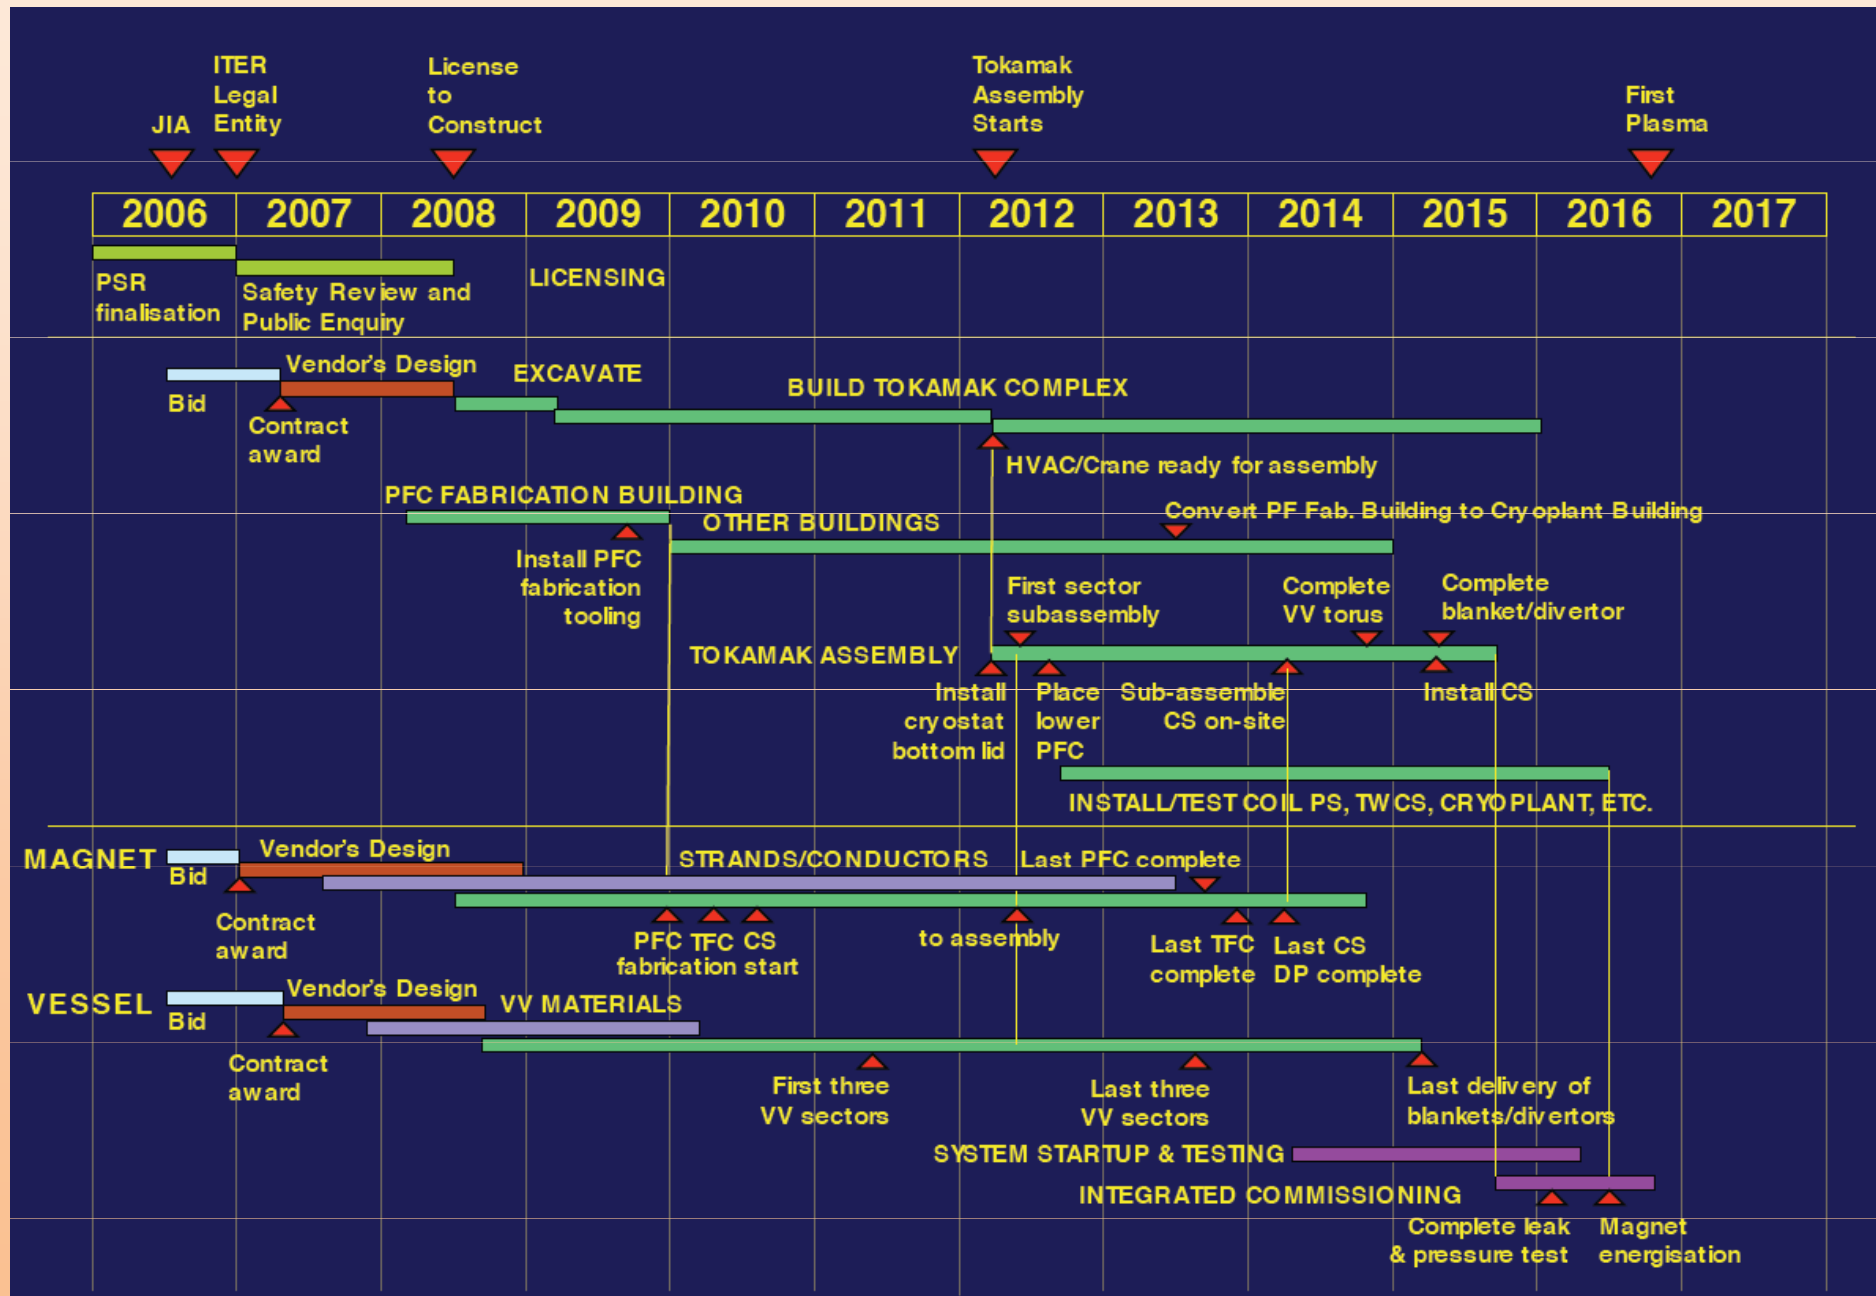 ITER
Legal
Entity
JIA
License
to
Construct
Tokamak
Assembly
Starts
First
Plasma
2006 2007 2008 2009 2010 2011 2012 2013 2014 2015 2016 2017
PSR
finalisation
Safety Review and
Public Enquiry
LICENSING
Vendor's Design
EXCAVATE
BUILD TOKAMAK COMPLEX
Bid
Contract
award
HVAC/Crane ready for assembly
PFC FABRICATION BUILDING
OTHER BUILDINGS
Convert PF Fab. Building to Cryoplant Building
Install PFC
fabrication
tooling
First sector
subassembly
Complete
VV torus
Complete
blanket/divertor
TOKAMAK ASSEMBLY
Install
cryostat
bottom lid
Place
lower
PFC
Sub-assemble
CS on-site
Install CS
INSTALL/TEST COIL PS, TWCS, CRYOPLANT, ETC.
MAGNET
Bid
Vendor's Design
STRANDS/CONDUCTORS
Last PFC complete
Contract
award
PFC TFC CS
fabrication start
to assembly
Last TFC
complete
Last CS
DP complete
VESSEL
Bid
Vendor's Design
VV MATERIALS
Contract
award
First three
VV sectors
Last three
VV sectors
Last delivery of
blankets/divertors
SYSTEM STARTUP & TESTING
INTEGRATED COMMISSIONING
Complete leak
& pressure test
Magnet
energisation